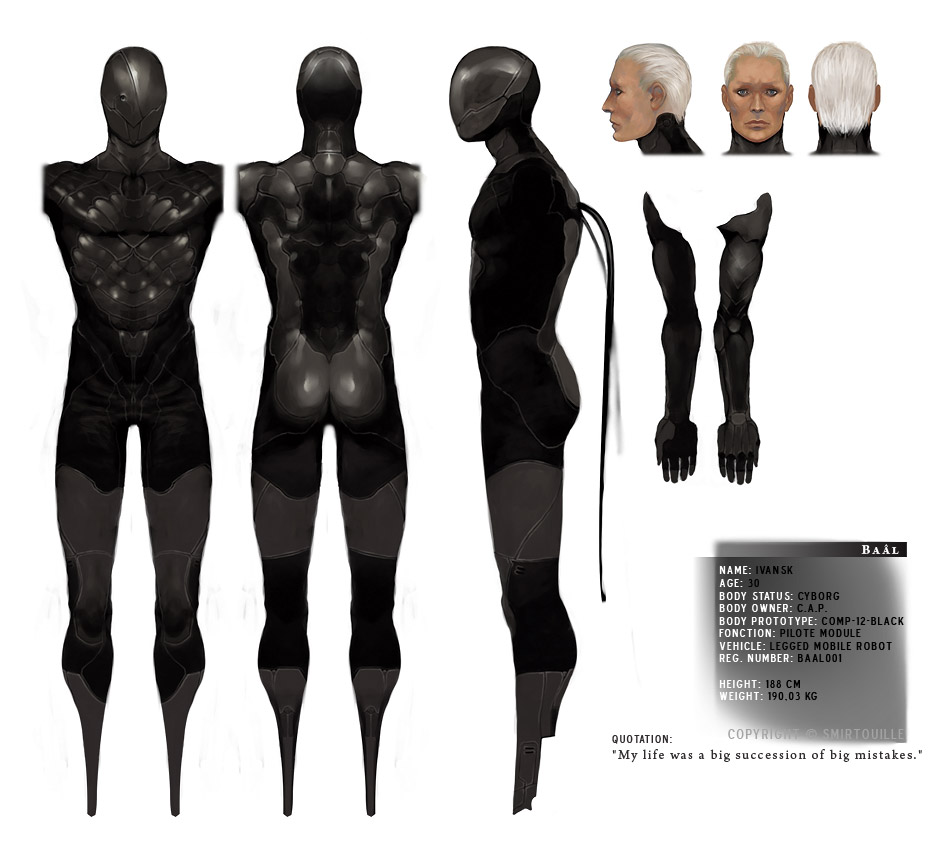 BAÂL
NAME: IVANSK
AGE: 30
BODY STATUS: CYBORG
BODY OWNER: C.A.P.
BODY PROTOTYPE: COMP-12-BLACK
FONCTION: PILOTE MODULE
VEHICLE: LEGGED MOBILE ROBOT
REG. NUMBER: BAAL001
HEIGHT: 188 CM
WEIGHT: 190,03 KG
COPYRIGHT © SMIRTOUILLE
QUOTATION:
"My life was a big succession of big mistakes."